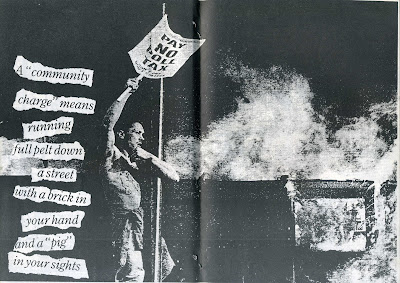 A "community
charge" means
running
full pelt down
a street
with a brick in
your hand
and a "pig"
in your sights
PAY
NO
POLL
TAX